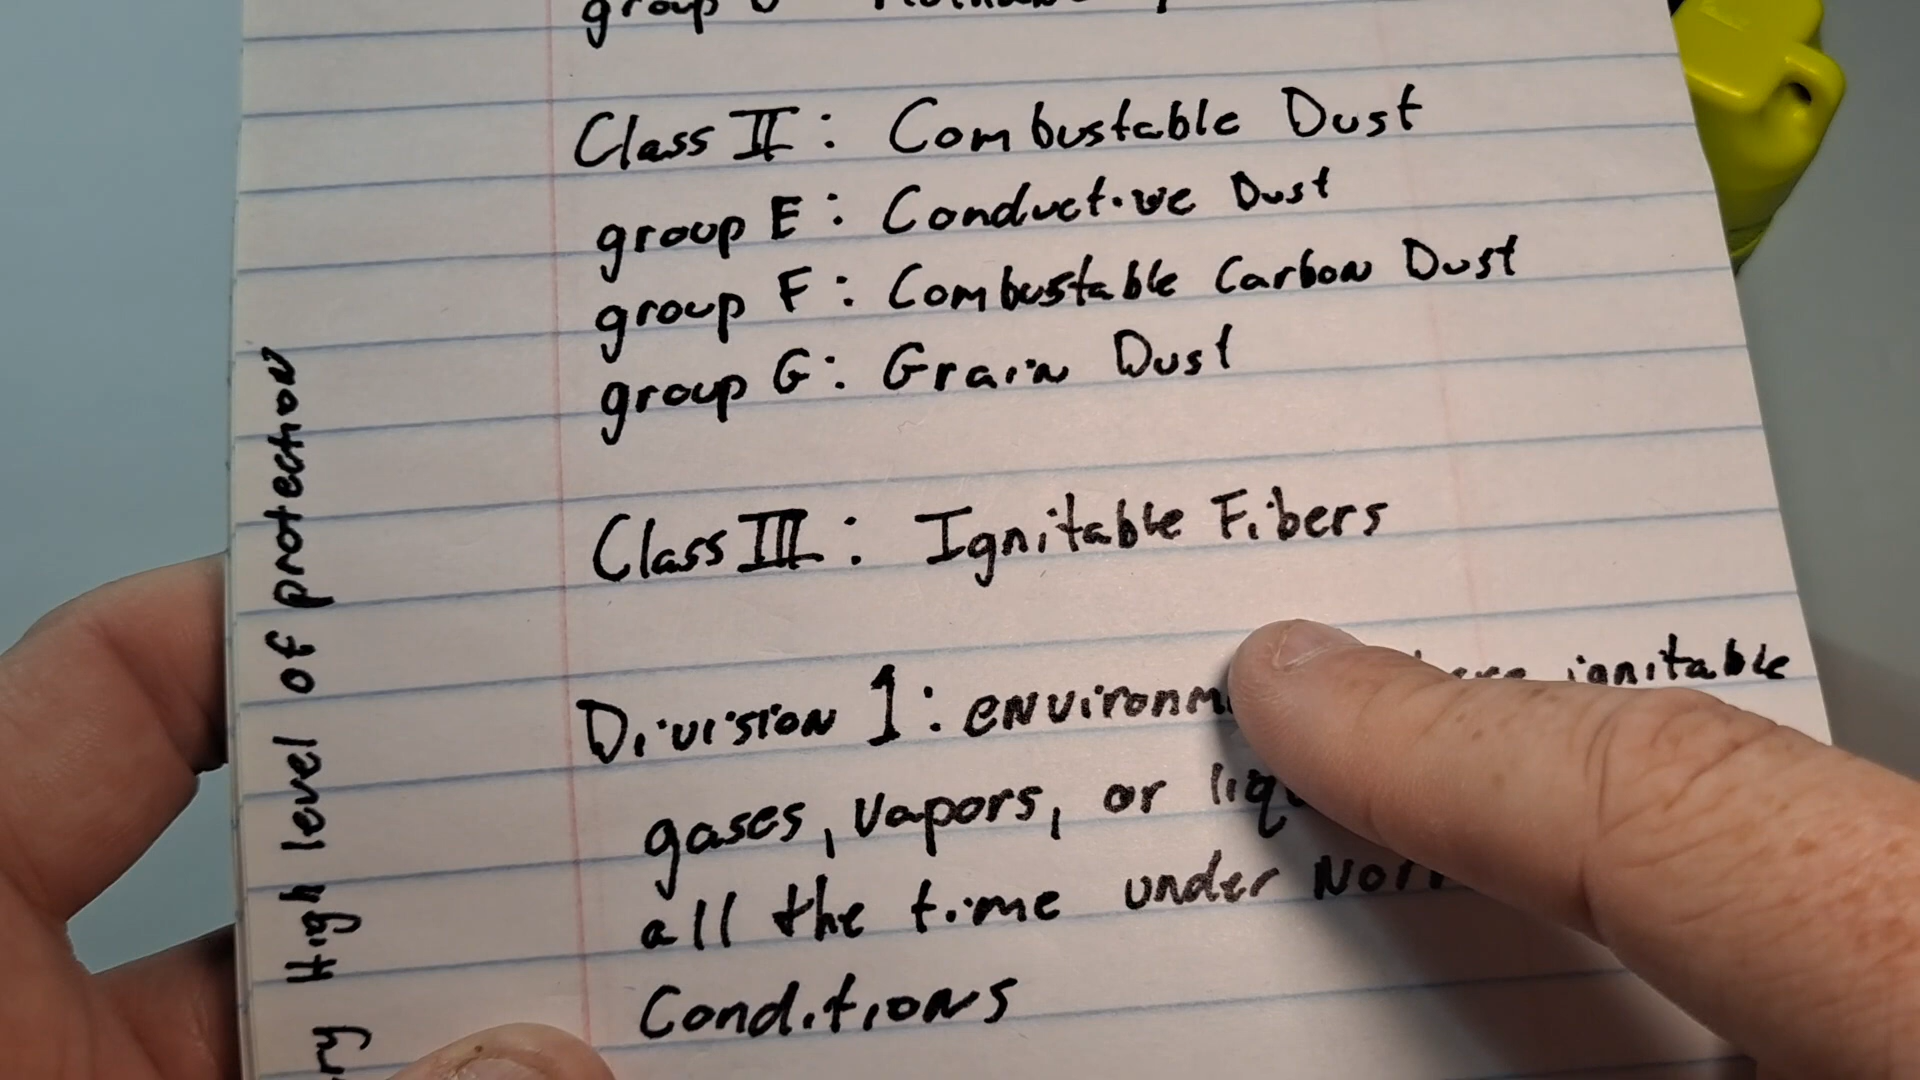 group
Class II: Combustable Dust
group E: Conductive Dust
group F: Combustable Carbon Dust
group G: Grain Dust
Class III: Ignitable Fibers
Division 1: ignitable
gases, vapors, or
all the time under
Conditions
High level of protection